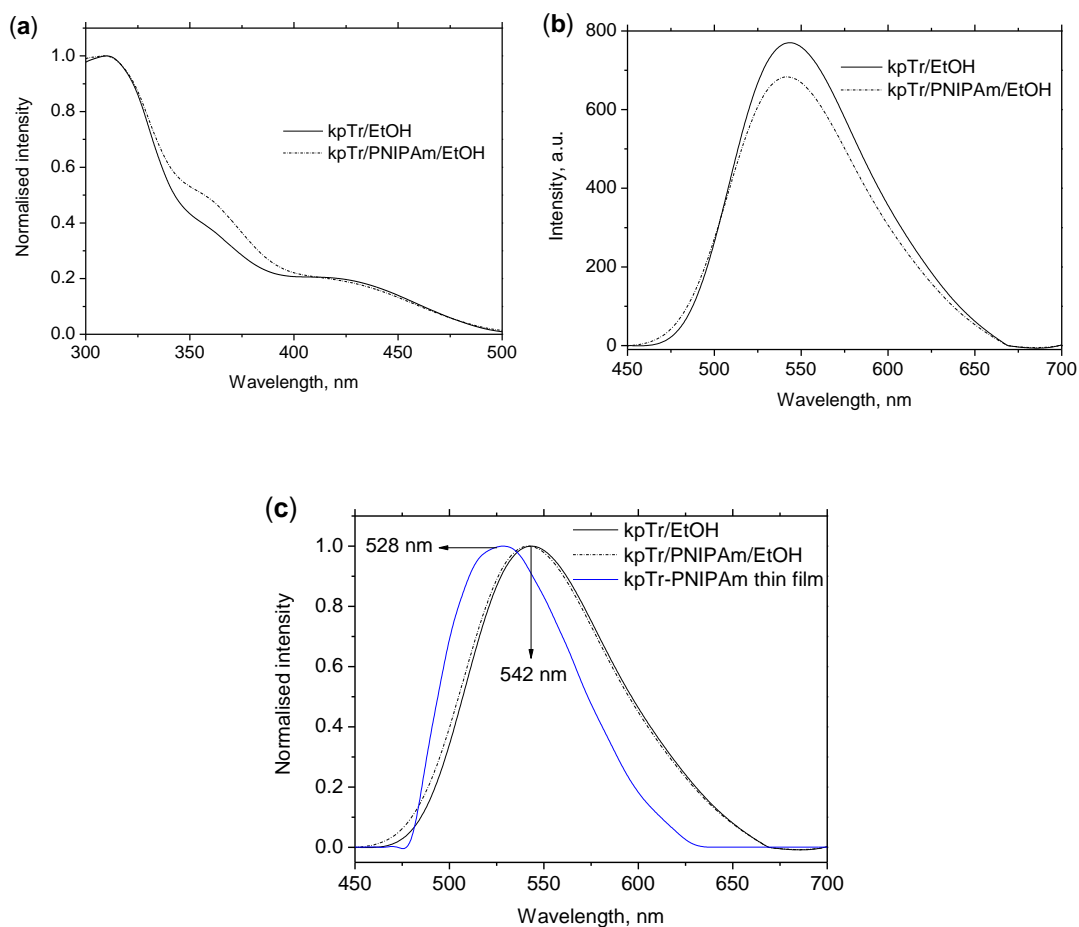 (a)
1.0
0.8
0.6
0.4
0.2
0.0
Normalised intensity
kpTr/EtOH
kpTr/PNIPAm/EtOH
300
350
400
450
500
Wavelength, nm
(b)
800
600
400
200
0
Intensity, a.u.
kpTr/EtOH
kpTr/PNIPAm/EtOH
450
500
550
600
650
700
Wavelength, nm
(c)
1.0
0.8
0.6
0.4
0.2
0.0
Normalised intensity
528 nm
542 nm
kpTr/EtOH
kpTr/PNIPAm/EtOH
kpTr-PNIPAm thin film
450
500
550
600
650
700
Wavelength, nm